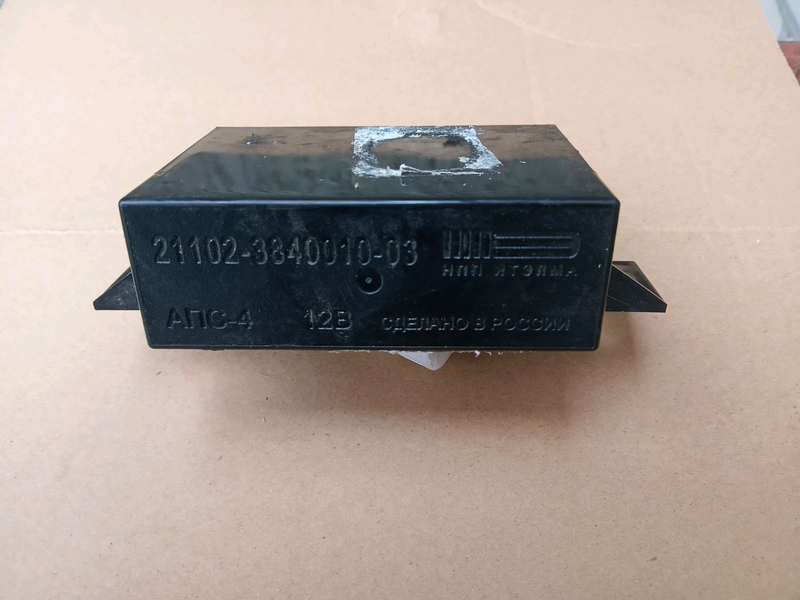 21102-3840010-03
НПП ИТЭЛМА
АПС-4 12В СДЕЛАНО В РОССИИ